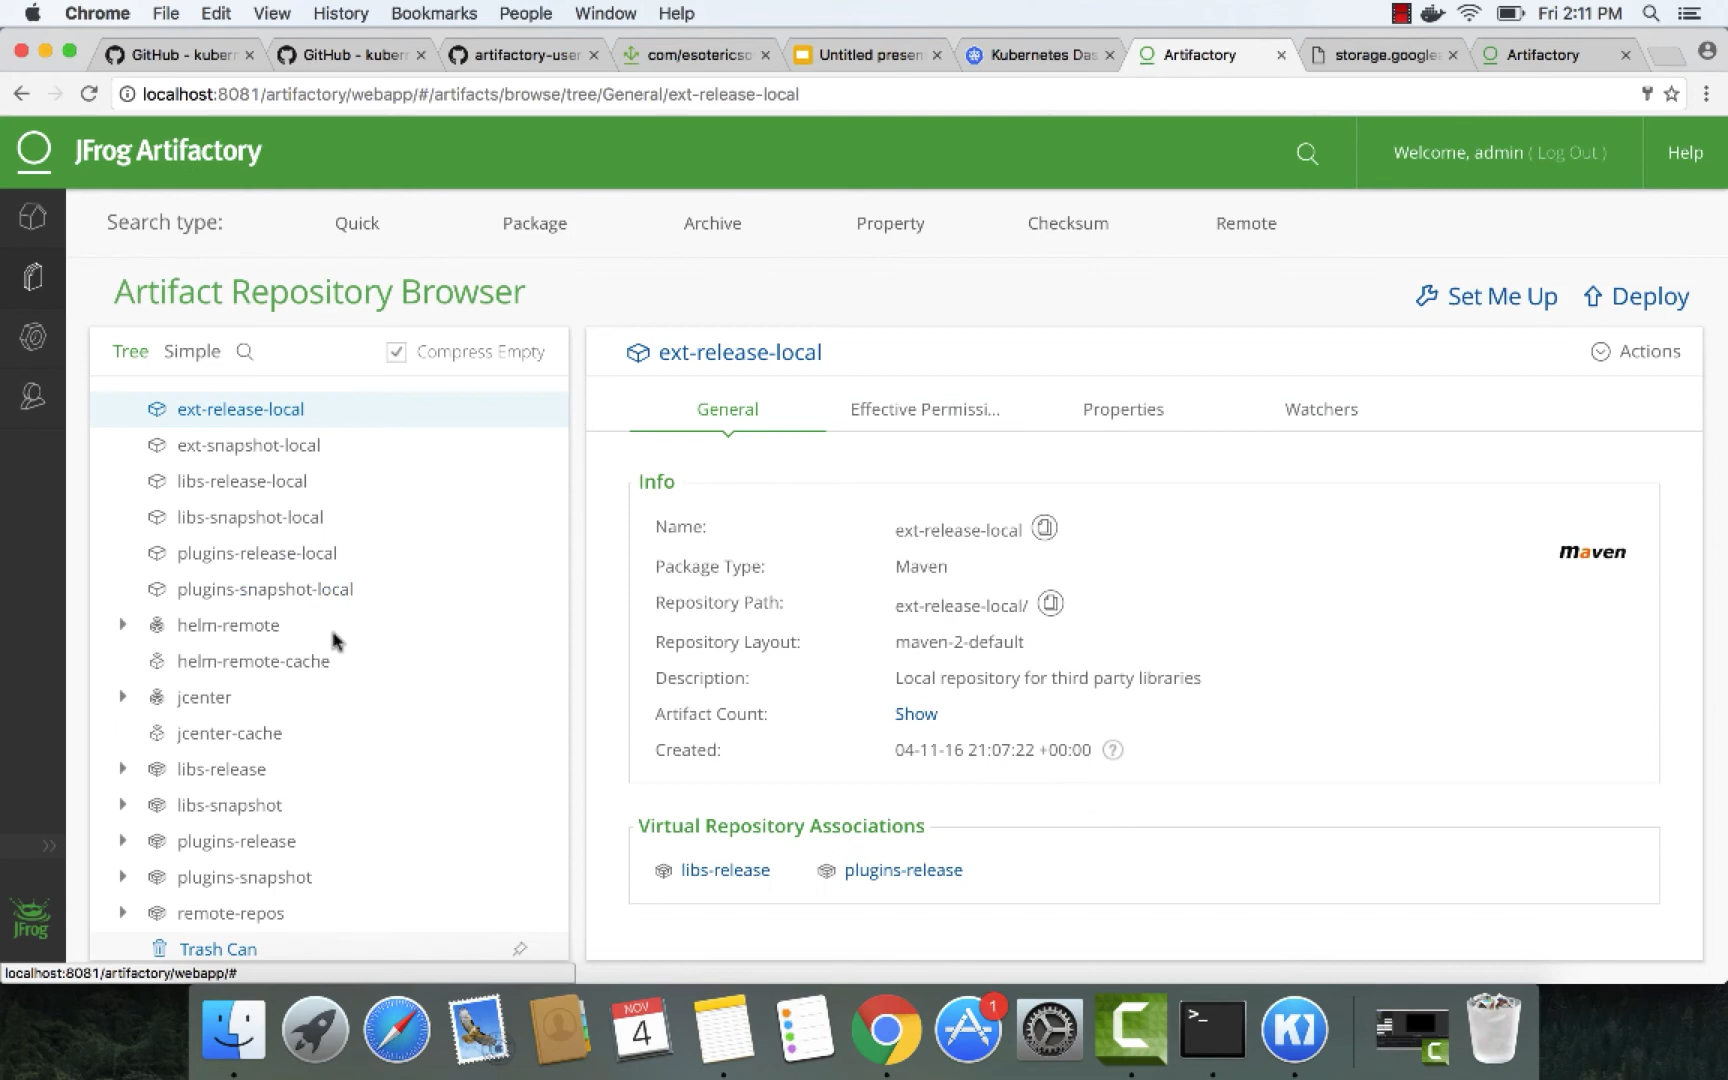 Chrome File Edit View History Bookmarks People Window Help Fri 2:11 PM
GitHub - kubern GitHub - kubern artifactory-user com/esotericso Untitled presen Kubernetes Das Artifactory storage.google Artifactory
localhost:8081/artifactory/webapp/#/artifacts/browse/tree/General/ext-release-local
JFrog Artifactory Welcome, admin ( Log Out ) Help
Search type: Quick Package Archive Property Checksum Remote
Artifact Repository Browser Set Me Up Deploy
Tree Simple Compress Empty
ext-release-local
ext-snapshot-local
libs-release-local
libs-snapshot-local
plugins-release-local
plugins-snapshot-local
helm-remote
helm-remote-cache
jcenter
jcenter-cache
libs-release
libs-snapshot
plugins-release
plugins-snapshot
remote-repos
Trash Can
ext-release-local Actions
General Effective Permissi... Properties Watchers
Info
Name: ext-release-local
maven
Package Type: Maven
Repository Path: ext-release-local/
Repository Layout: maven-2-default
Description: Local repository for third party libraries
Artifact Count: Show
Created: 04-11-16 21:07:22 +00:00 ?
Virtual Repository Associations
libs-release plugins-release
JFrog
localhost:8081/artifactory/webapp/#
NOV
4
1
C
>_
K
C